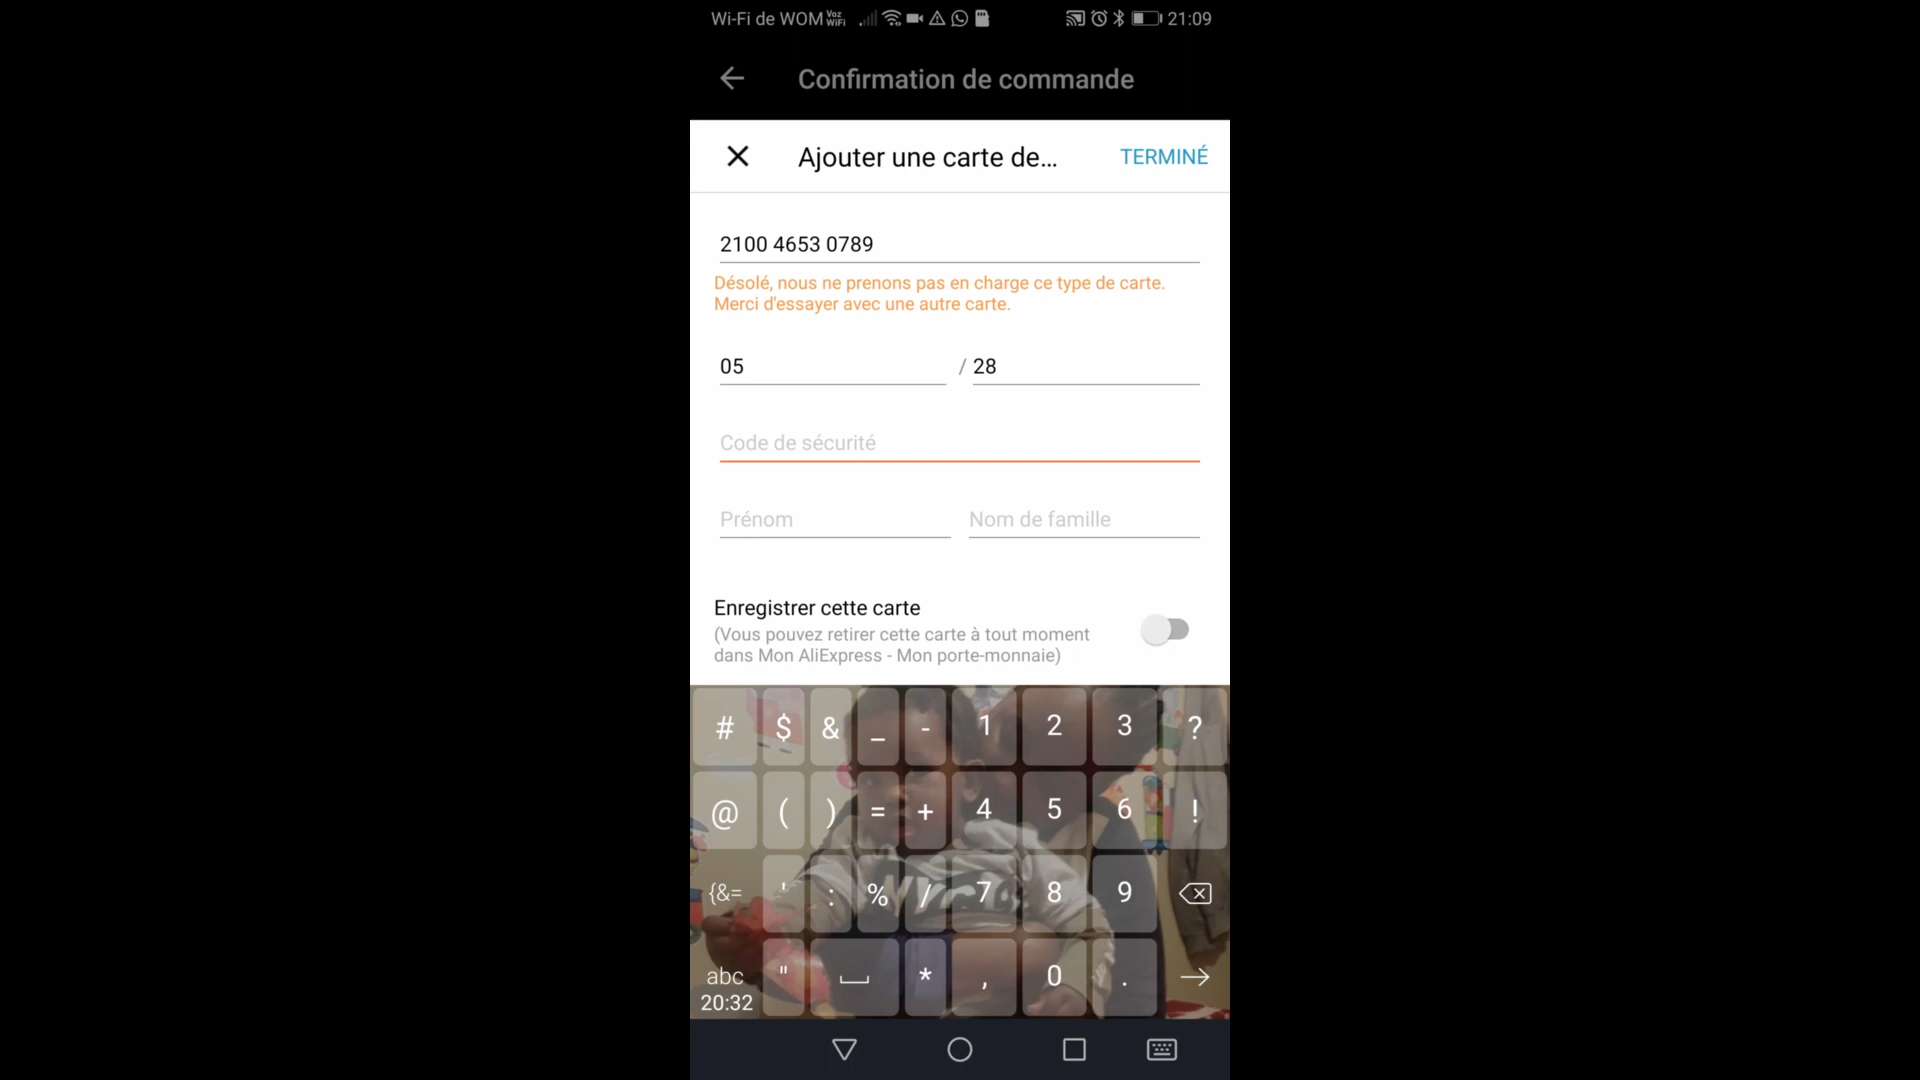 Wi-Fi de WOM Voz WiFi 21:09
Confirmation de commande
Ajouter une carte de… TERMINÉ
2100 4653 0789
Désolé, nous ne prenons pas en charge ce type de carte.
Merci d'essayer avec une autre carte.
05 / 28
Code de sécurité
Prénom Nom de famille
Enregistrer cette carte
(Vous pouvez retirer cette carte à tout moment
dans Mon AliExpress - Mon porte-monnaie)
# $ & _ - 1 2 3 ?
@ ( ) = + 4 5 6 !
{&= ' : % / 7 8 9
abc " * , 0 .
20:32